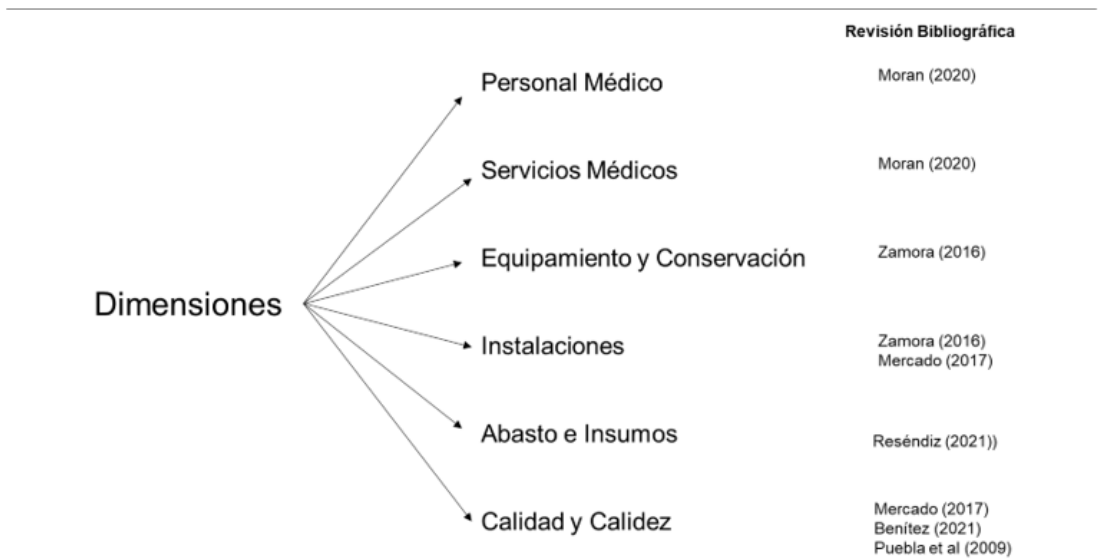 Revisión Bibliográfica
Personal Médico
Moran (2020)
Servicios Médicos
Moran (2020)
Equipamiento y Conservación
Zamora (2016)
Dimensiones
Instalaciones
Zamora (2016)
Mercado (2017)
Abasto e Insumos
Reséndiz (2021))
Calidad y Calidez
Mercado (2017)
Benítez (2021)
Puebla et al (2009)